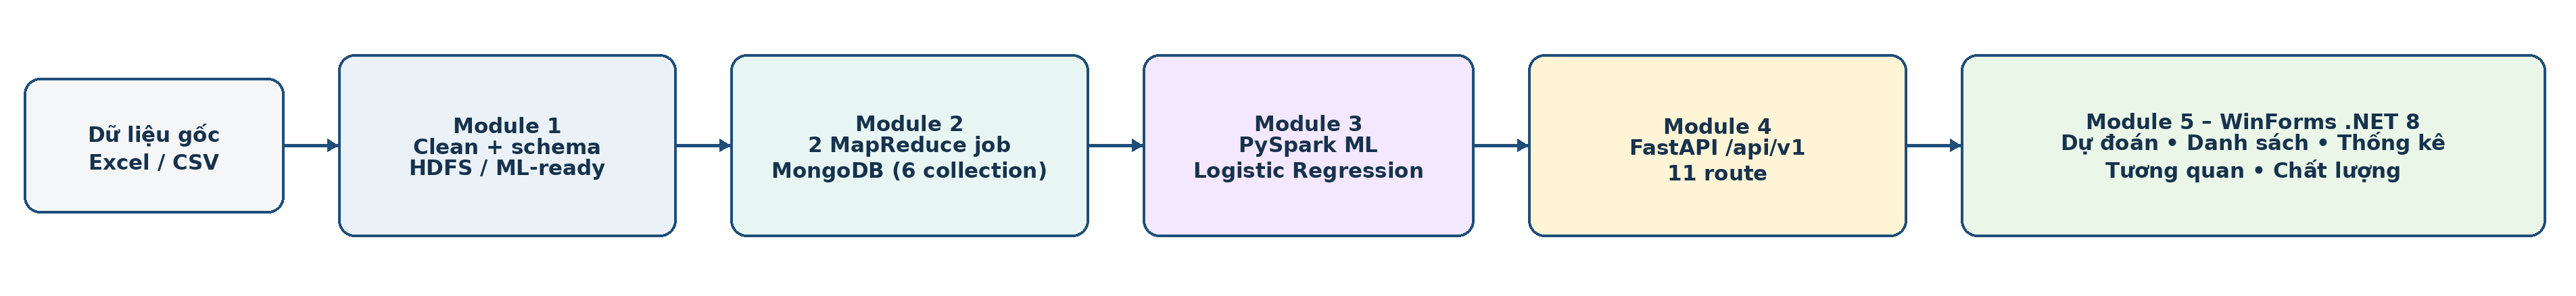 Dữ liệu gốc
Excel / CSV
Module 1
Clean + schema
HDFS / ML-ready
Module 2
2 MapReduce job
MongoDB (6 collection)
Module 3
PySpark ML
Logistic Regression
Module 4
FastAPI /api/v1
11 route
Module 5 – WinForms .NET 8
Dự đoán • Danh sách • Thống kê
Tương quan • Chất lượng